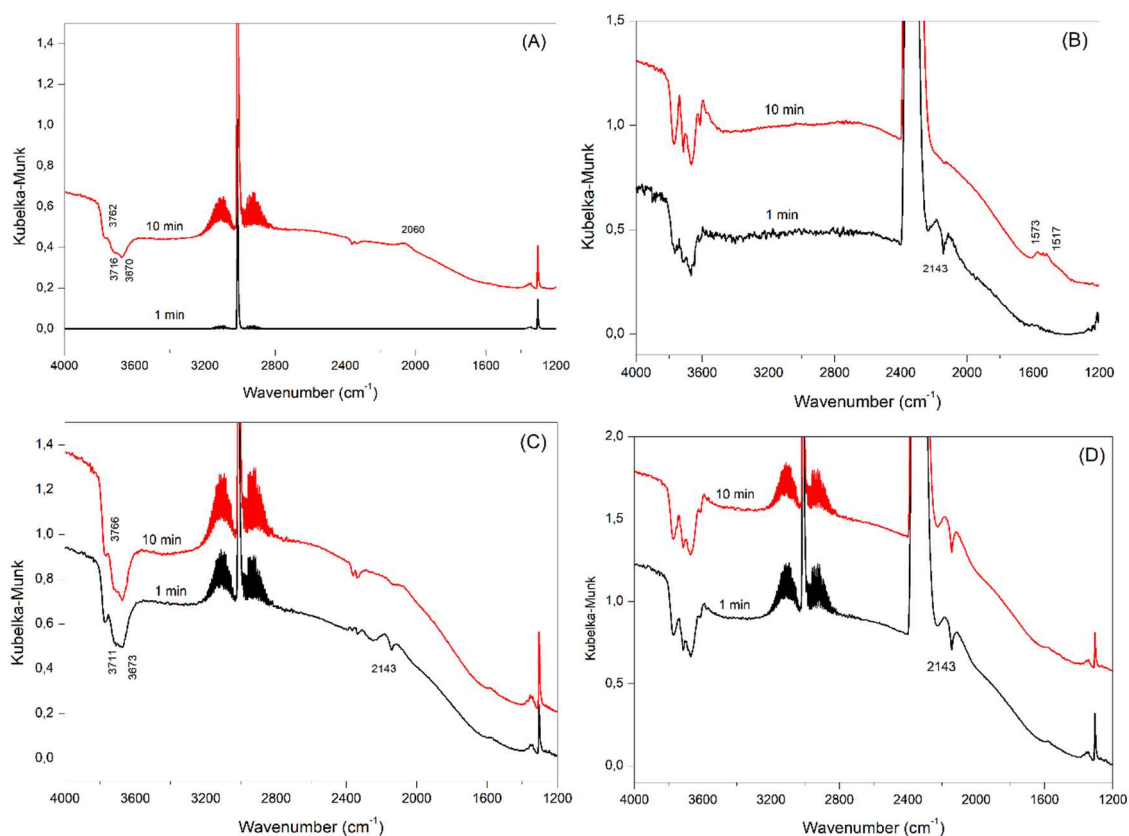 (A)
Kubelka-Munk
1,4
1,2
1,0
0,8
0,6
0,4
0,2
0,0
3762
3716
3670
10 min
1 min
2060
4000 3600 3200 2800 2400 2000 1600 1200
Wavenumber (cm-1)
(B)
Kubelka-Munk
1,5
1,0
0,5
0,0
10 min
1 min
2143
1573
1517
4000 3600 3200 2800 2400 2000 1600 1200
Wavenumber (cm-1)
(C)
Kubelka-Munk
1,4
1,2
1,0
0,8
0,6
0,4
0,2
0,0
3766
10 min
1 min
3711
3673
2143
4000 3600 3200 2800 2400 2000 1600 1200
Wavenumber (cm-1)
(D)
Kubelka-Munk
2,0
1,5
1,0
0,5
0,0
10 min
1 min
2143
4000 3600 3200 2800 2400 2000 1600 1200
Wavenumber (cm-1)